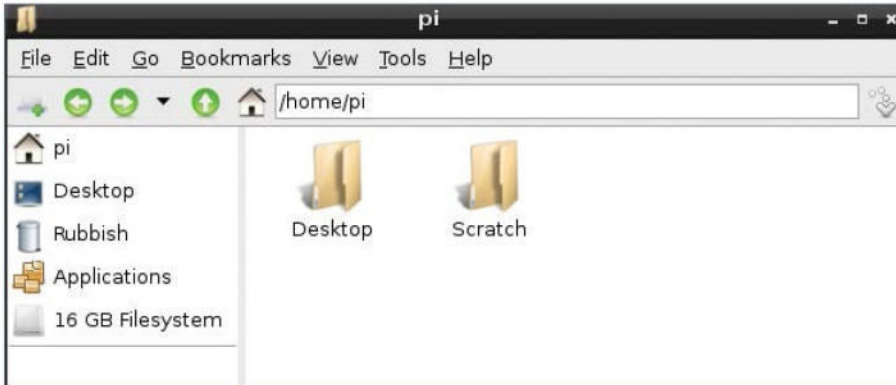 pi
File Edit Go Bookmarks View Tools Help
/home/pi
pi
Desktop
Rubbish
Applications
16 GB Filesystem
Desktop Scratch